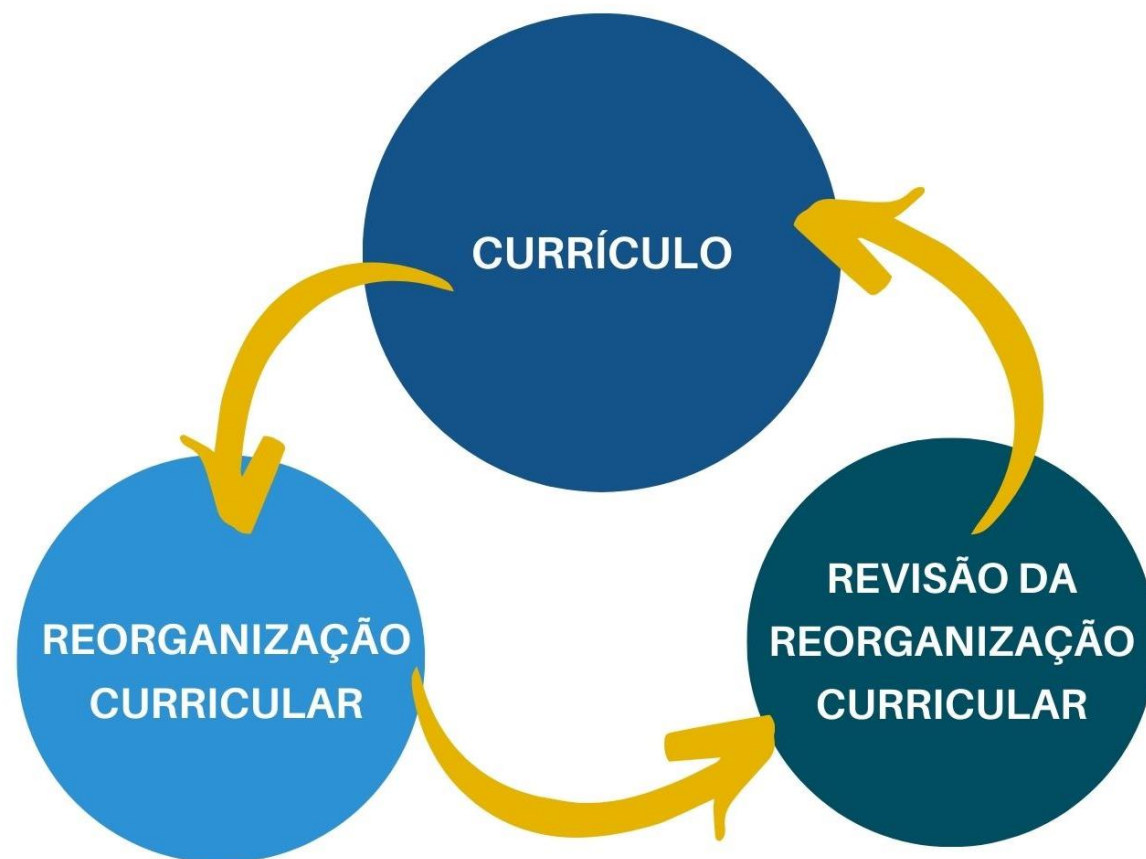 CURRÍCULO
REORGANIZAÇÃO
CURRICULAR
REVISÃO DA
REORGANIZAÇÃO
CURRICULAR